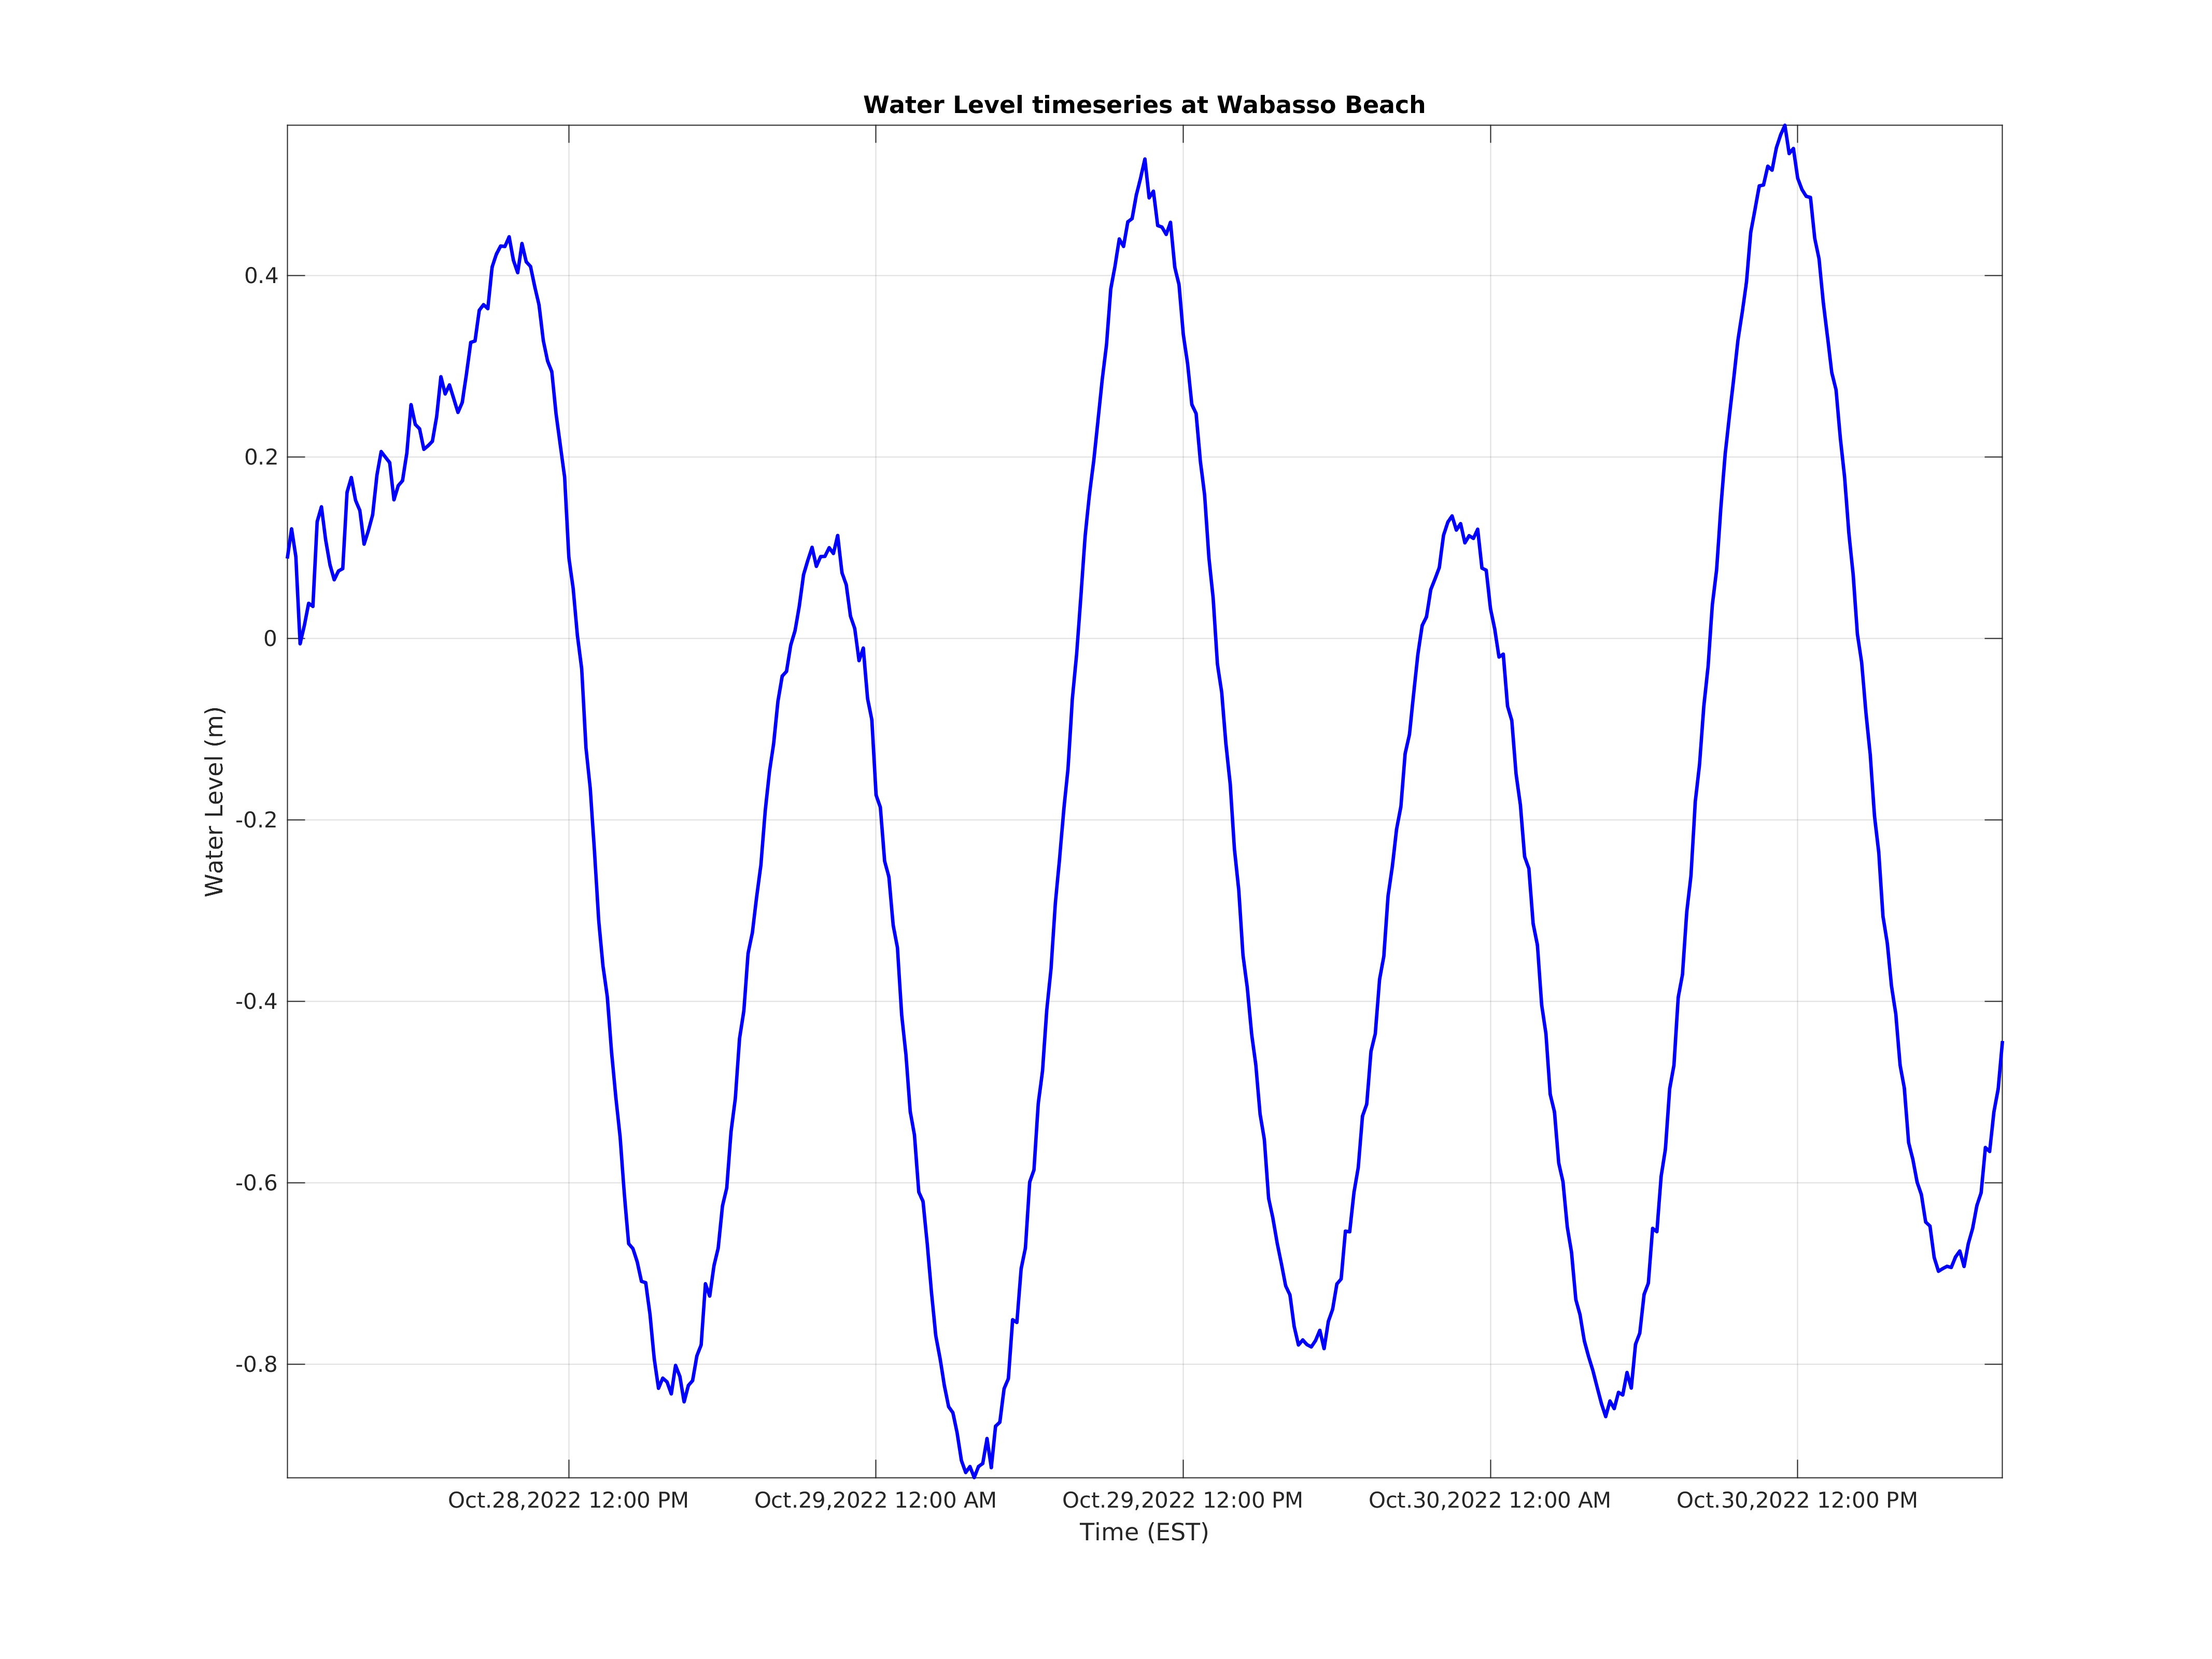 Water Level timeseries at Wabasso Beach
0.4
0.2
0
-0.2
-0.4
-0.6
-0.8
Water Level (m)
Oct.28,2022 12:00 PM
Oct.29,2022 12:00 AM
Oct.29,2022 12:00 PM
Oct.30,2022 12:00 AM
Oct.30,2022 12:00 PM
Time (EST)